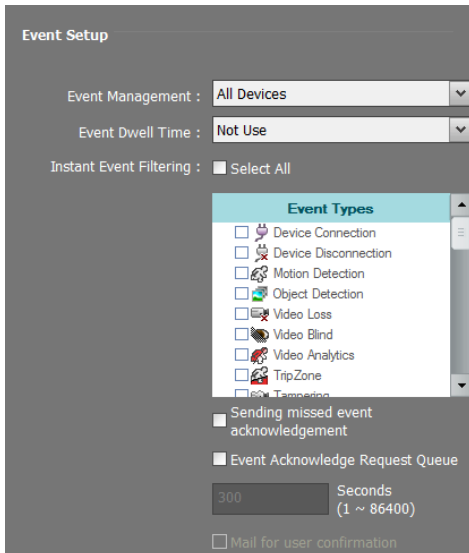 Event Setup
Event Management : All Devices
Event Dwell Time : Not Use
Instant Event Filtering : Select All
Event Types
Device Connection
Device Disconnection
Motion Detection
Object Detection
Video Loss
Video Blind
Video Analytics
TripZone
Tampering
Sending missed event
acknowledgement
Event Acknowledge Request Queue
300 Seconds
(1 ~ 86400)
Mail for user confirmation